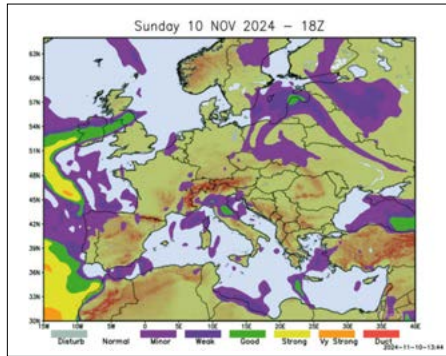 Sunday 10 NOV 2024 - 18Z
63N
60N
57N
54N
51N
48N
45N
42N
39N
36N
33N
30N
15W 10W 5W 0 5E 10E 15E 20E 25E 30E 35E 40E
Disturb Normal Minor Weak Good Strong Vy Strong Duct
2024-11-10-13:44